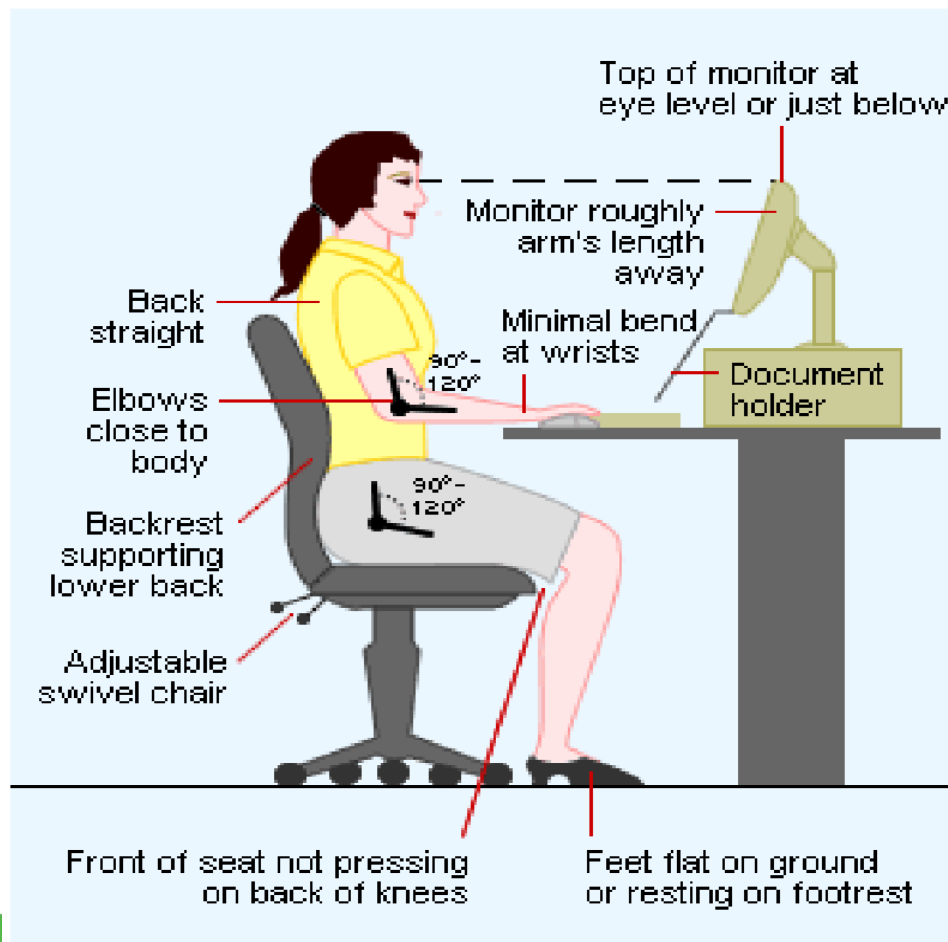 Top of monitor at
eye level or just below
Monitor roughly
arm's length
away
Back
straight
Minimal bend
at wrists
90°-
120°
Document
holder
Elbows
close to
body
90°-
120°
Backrest
supporting
lower back
Adjustable
swivel chair
Front of seat not pressing
on back of knees
Feet flat on ground
or resting on footrest